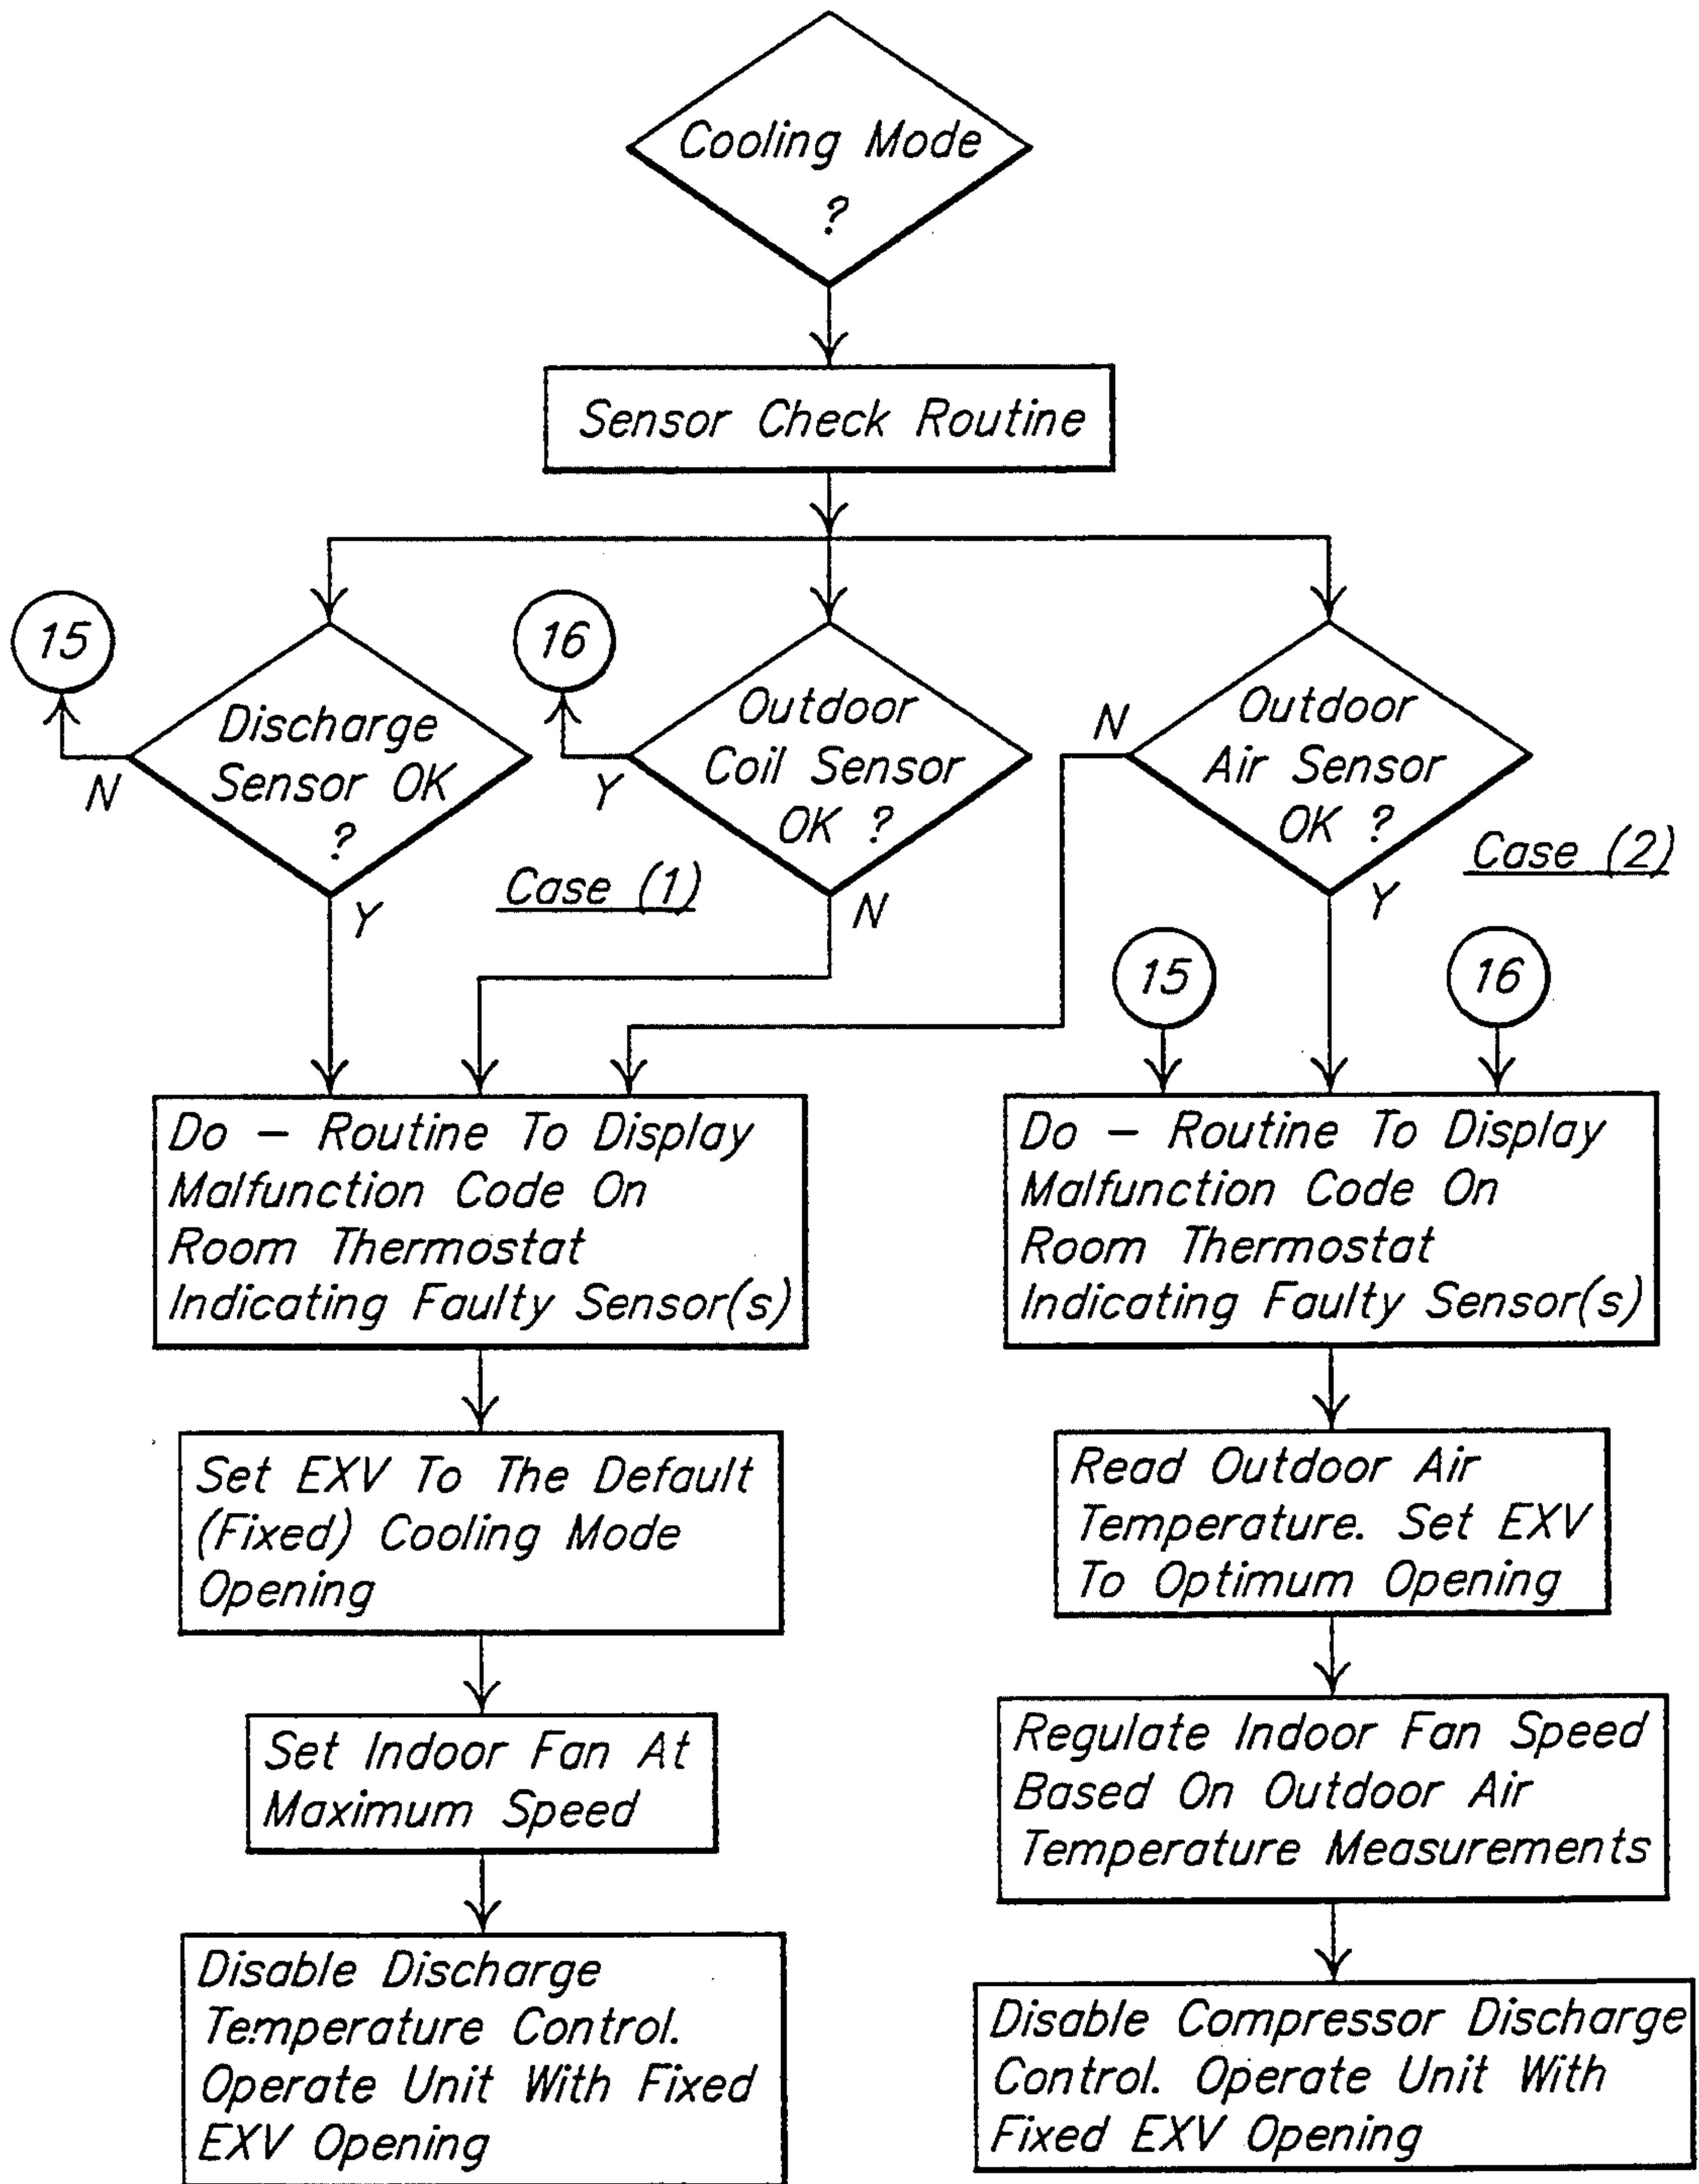 Cooling Mode
?
Sensor Check Routine
15
16
Discharge
Sensor OK
?
N
Y
Outdoor
Coil Sensor
OK ?
Y
N
Outdoor
Air Sensor
OK ?
N
Y
Case (1)
Case (2)
15
16
Do – Routine To Display
Malfunction Code On
Room Thermostat
Indicating Faulty Sensor(s)
Set EXV To The Default
(Fixed) Cooling Mode
Opening
Set Indoor Fan At
Maximum Speed
Disable Discharge
Temperature Control.
Operate Unit With Fixed
EXV Opening
Do – Routine To Display
Malfunction Code On
Room Thermostat
Indicating Faulty Sensor(s)
Read Outdoor Air
Temperature. Set EXV
To Optimum Opening
Regulate Indoor Fan Speed
Based On Outdoor Air
Temperature Measurements
Disable Compressor Discharge
Control. Operate Unit With
Fixed EXV Opening